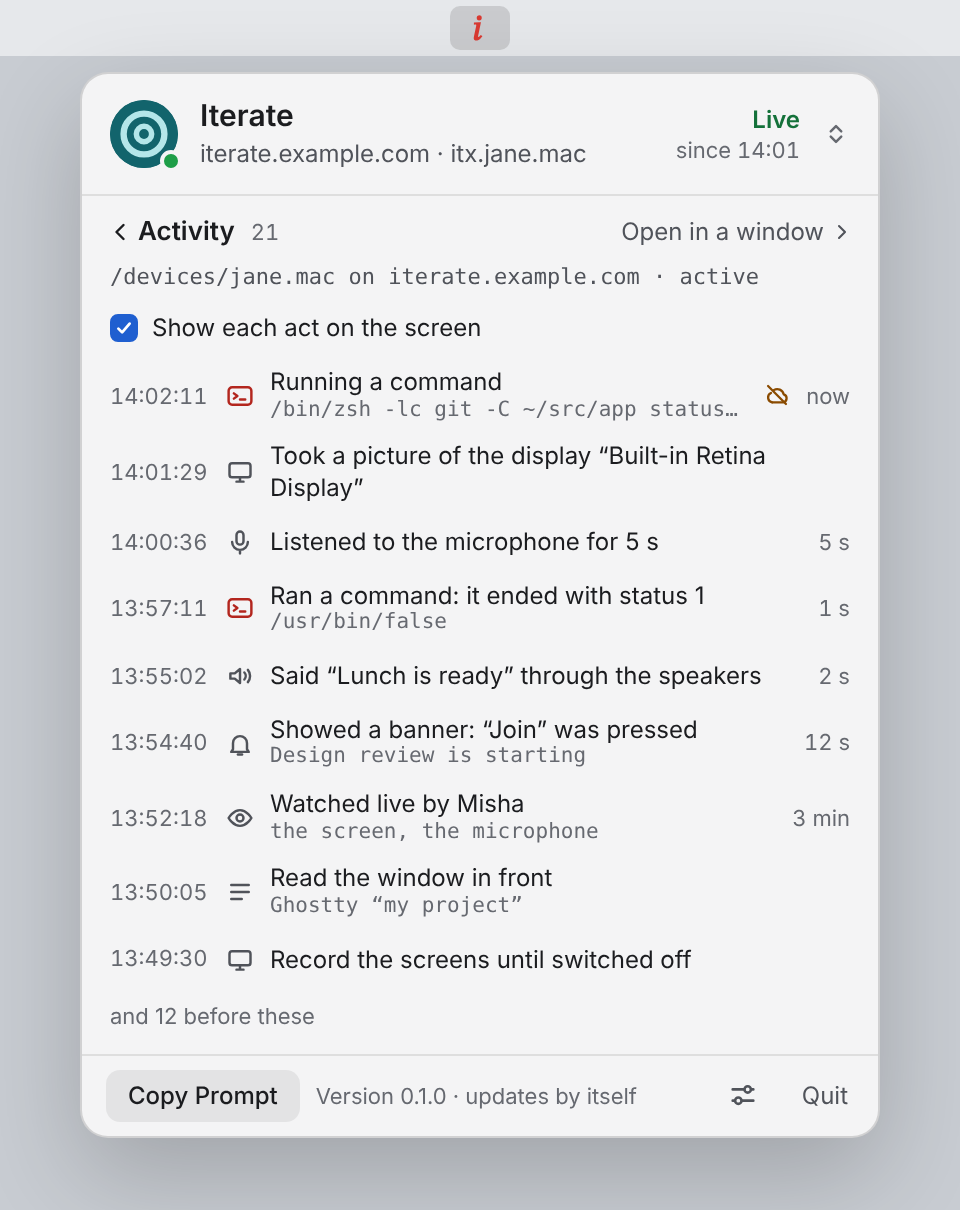 i
Iterate
iterate.example.com · itx.jane.mac
Live
since 14:01
Activity 21
Open in a window
/devices/jane.mac on iterate.example.com · active
Show each act on the screen
14:02:11 Running a command now
/bin/zsh -lc git -C ~/src/app status…
14:01:29 Took a picture of the display “Built-in Retina
Display”
14:00:36 Listened to the microphone for 5 s 5 s
13:57:11 Ran a command: it ended with status 1 1 s
/usr/bin/false
13:55:02 Said “Lunch is ready” through the speakers 2 s
13:54:40 Showed a banner: “Join” was pressed 12 s
Design review is starting
13:52:18 Watched live by Misha 3 min
the screen, the microphone
13:50:05 Read the window in front
Ghostty “my project”
13:49:30 Record the screens until switched off
and 12 before these
Copy Prompt Version 0.1.0 · updates by itself Quit